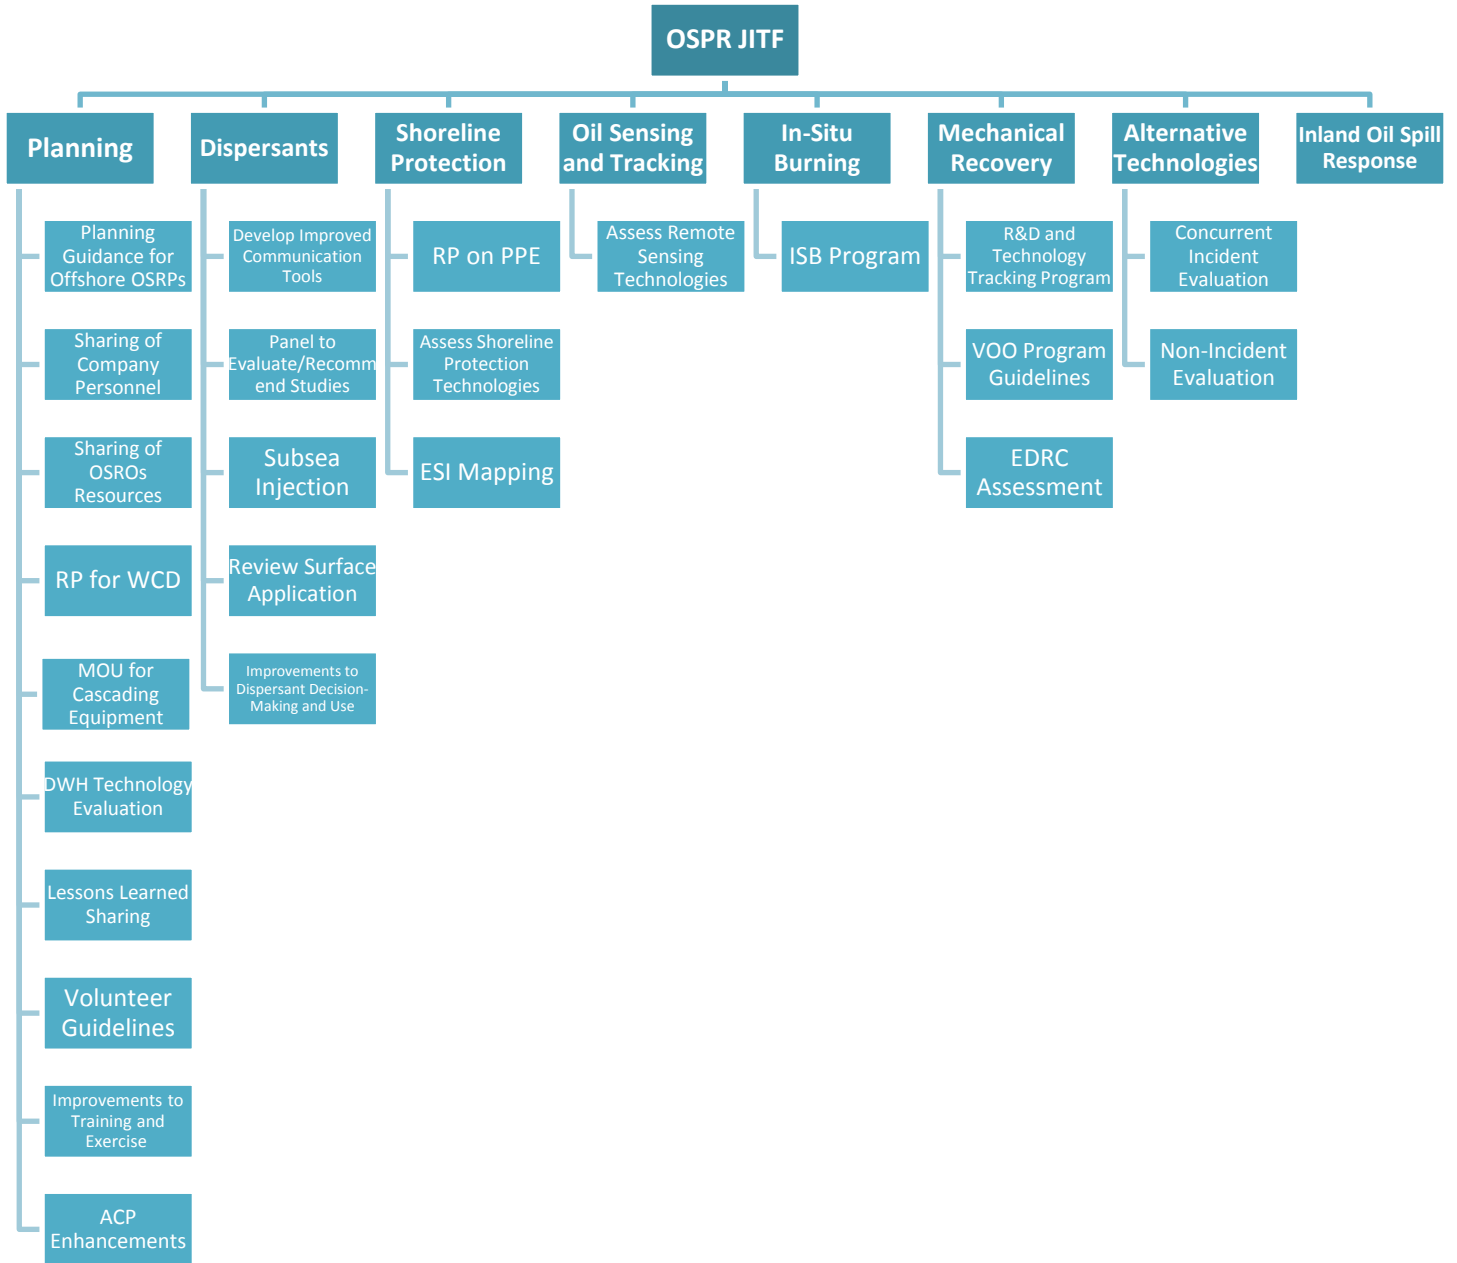 OSPR JITF
Planning
Dispersants
Shoreline
Protection
Oil Sensing
and Tracking
In-Situ
Burning
Mechanical
Recovery
Alternative
Technologies
Inland Oil Spill
Response
Planning
Guidance for
Offshore OSRPs
Sharing of
Company
Personnel
Sharing of
OSROs
Resources
RP for WCD
MOU for
Cascading
Equipment
DWH Technology
Evaluation
Lessons Learned
Sharing
Volunteer
Guidelines
Improvements to
Training and
Exercise
ACP
Enhancements
Develop Improved
Communication
Tools
Panel to
Evaluate/Recomm
end Studies
Subsea
Injection
Review Surface
Application
Improvements to
Dispersant Decision-
Making and Use
RP on PPE
Assess Shoreline
Protection
Technologies
ESI Mapping
Assess Remote
Sensing
Technologies
ISB Program
R&D and
Technology
Tracking Program
VOO Program
Guidelines
EDRC
Assessment
Concurrent
Incident
Evaluation
Non-Incident
Evaluation